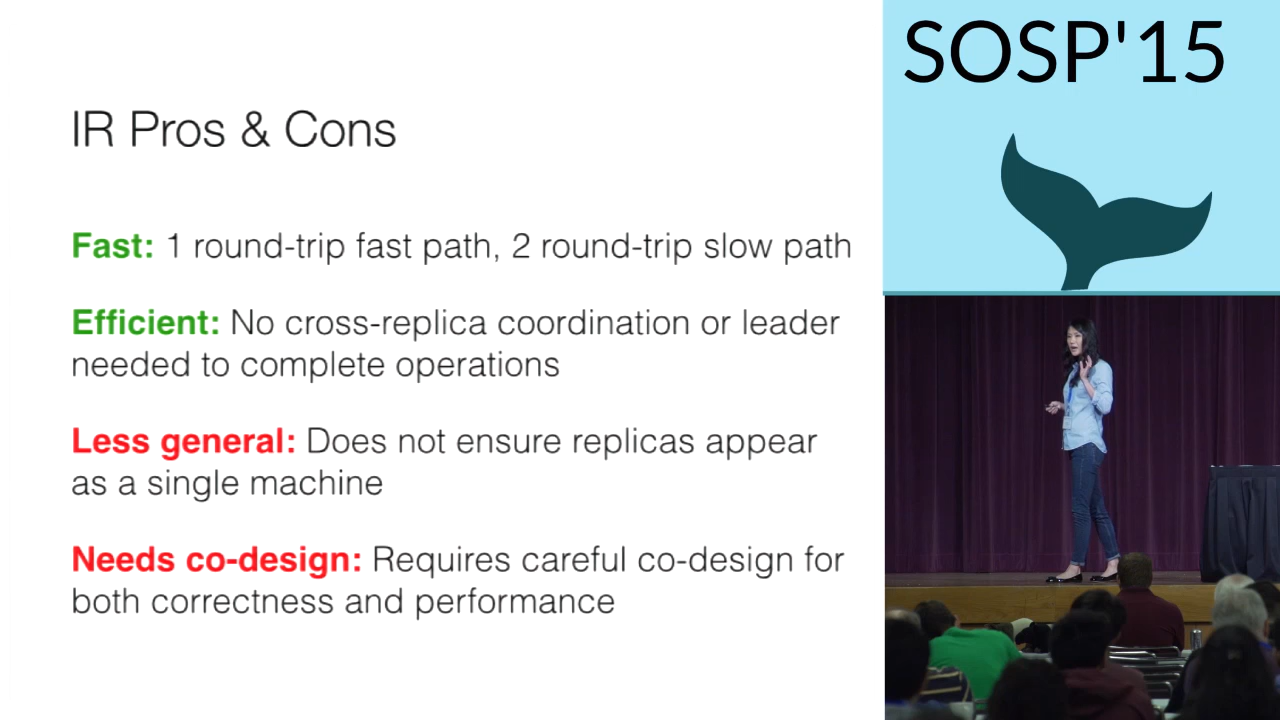 IR Pros & Cons
Fast: 1 round-trip fast path, 2 round-trip slow path
Efficient: No cross-replica coordination or leader
needed to complete operations
Less general: Does not ensure replicas appear
as a single machine
Needs co-design: Requires careful co-design for
both correctness and performance
SOSP'15